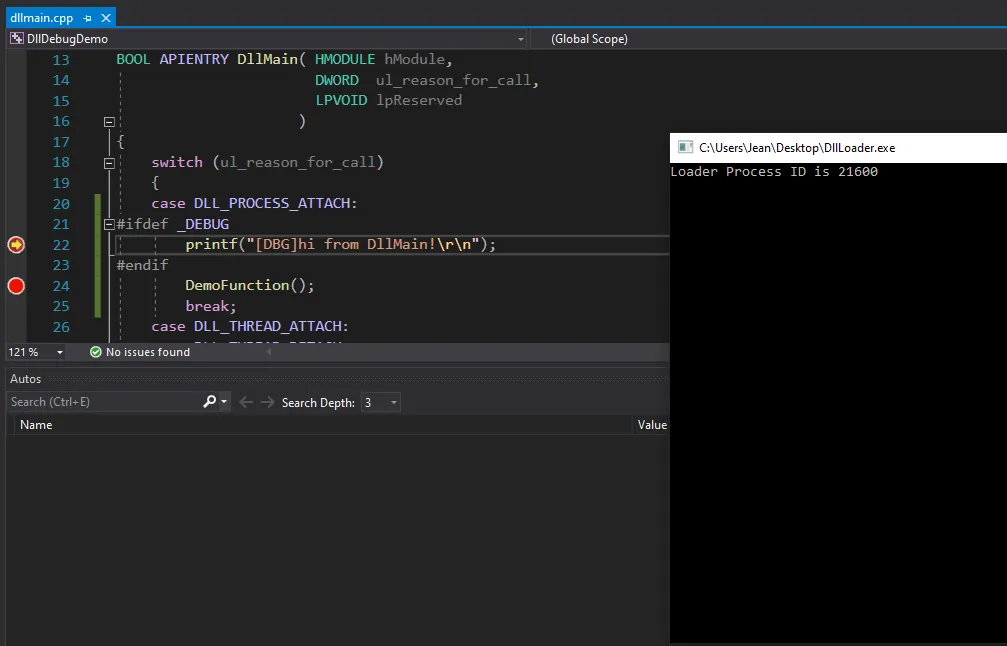 dllmain.cpp
DllDebugDemo (Global Scope)
13 BOOL APIENTRY DllMain( HMODULE hModule,
14 DWORD ul_reason_for_call,
15 LPVOID lpReserved
16 )
17 {
18 switch (ul_reason_for_call)
19 {
20 case DLL_PROCESS_ATTACH:
21 #ifdef _DEBUG
22 printf("[DBG]hi from DllMain!\r\n");
23 #endif
24 DemoFunction();
25 break;
26 case DLL_THREAD_ATTACH:
121 % No issues found
Autos
Search (Ctrl+E) Search Depth: 3
Name Value
C:\Users\Jean\Desktop\DllLoader.exe
Loader Process ID is 21600